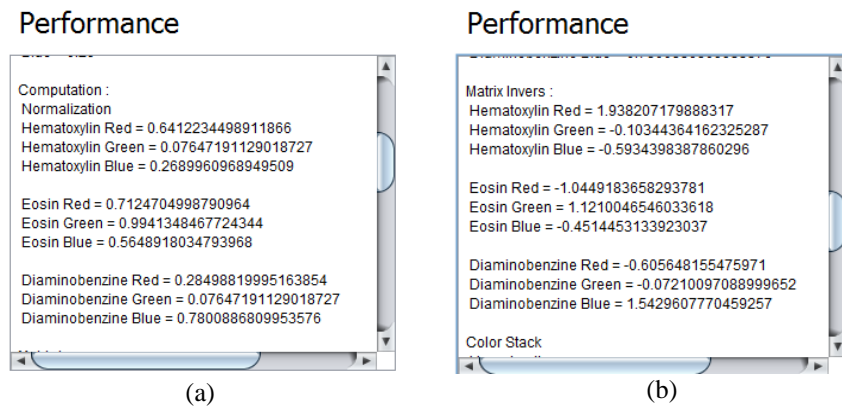 Performance
Computation :
Normalization
Hematoxylin Red = 0.6412234498911866
Hematoxylin Green = 0.07647191129018727
Hematoxylin Blue = 0.2689960968949509
Eosin Red = 0.7124704998790964
Eosin Green = 0.9941348467724344
Eosin Blue = 0.5648918034793968
Diaminobenzine Red = 0.28498819995163854
Diaminobenzine Green = 0.07647191129018727
Diaminobenzine Blue = 0.7800886809953576
(a)
Performance
Matrix Invers :
Hematoxylin Red = 1.938207179888317
Hematoxylin Green = -0.10344364162325287
Hematoxylin Blue = -0.5934398387860296
Eosin Red = -1.0449183658293781
Eosin Green = 1.1210046546033618
Eosin Blue = -0.4514453133923037
Diaminobenzine Red = -0.605648155475971
Diaminobenzine Green = -0.07210097088999652
Diaminobenzine Blue = 1.5429607770459257
Color Stack
(b)